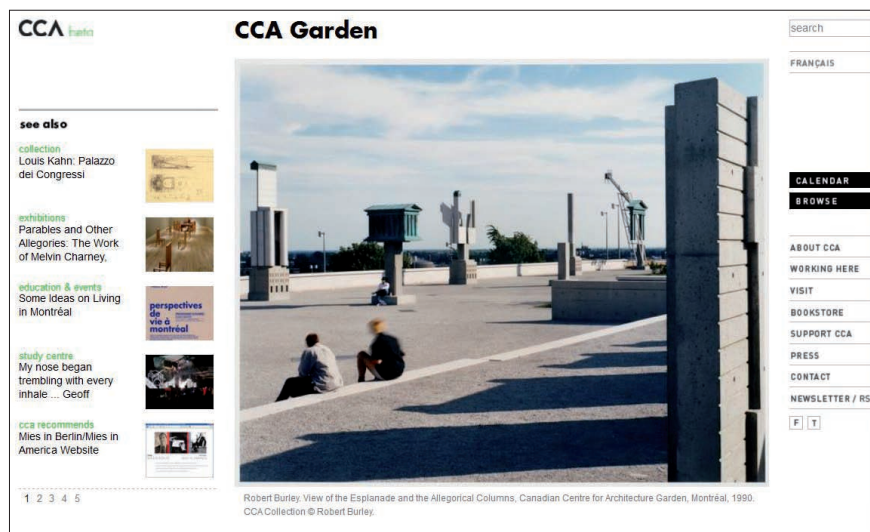 CCA beta
see also
collection
Louis Kahn: Palazzo
dei Congressi
exhibitions
Parables and Other
Allegories: The Work
of Melvin Charney,
education & events
Some Ideas on Living
in Montréal
perspectives
de
vie à
montréal
study centre
My nose began
trembling with every
inhale ... Geoff
cca recommends
Mies in Berlin/Mies in
America Website
1 2 3 4 5
CCA Garden
Robert Burley. View of the Esplanade and the Allegorical Columns, Canadian Centre for Architecture Garden, Montréal, 1990.
CCA Collection © Robert Burley.
search
FRANÇAIS
CALENDAR
BROWSE
ABOUT CCA
WORKING HERE
VISIT
BOOKSTORE
SUPPORT CCA
PRESS
CONTACT
NEWSLETTER / RS
F T